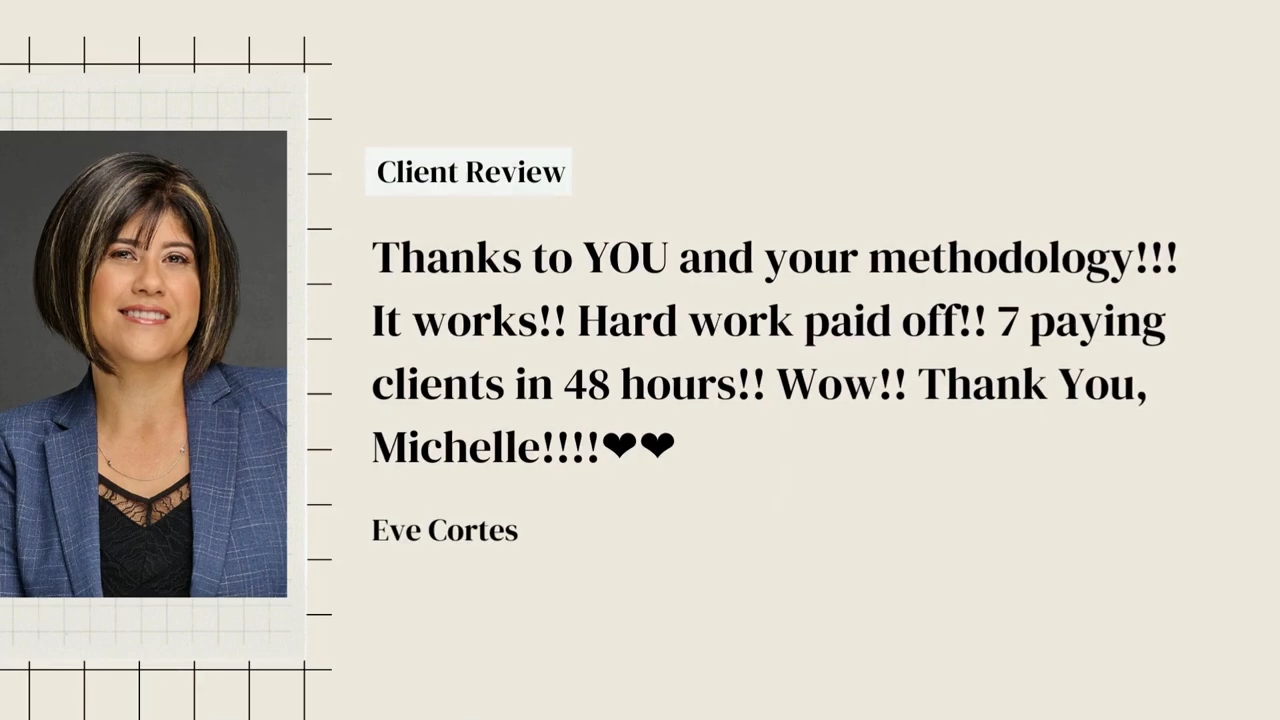 Client Review
Thanks to YOU and your methodology!!!
It works!! Hard work paid off!! 7 paying
clients in 48 hours!! Wow!! Thank You,
Michelle!!!!❤❤
Eve Cortes